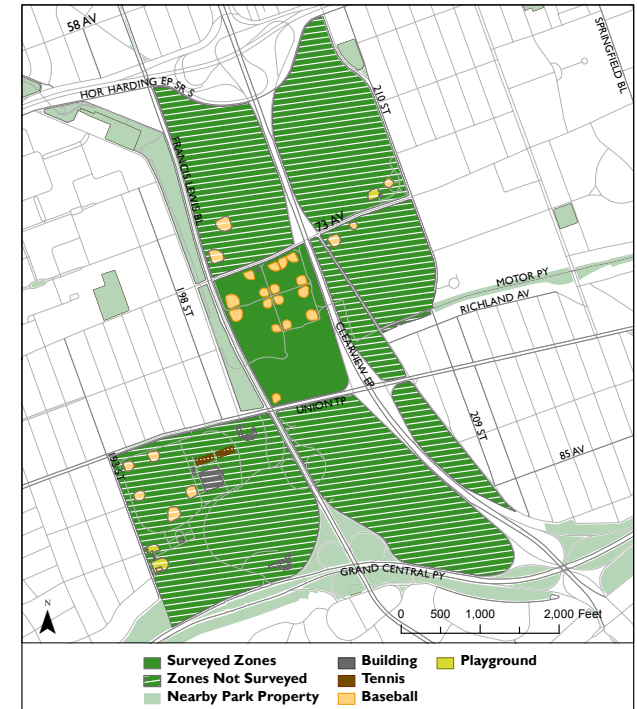 58 AV
SPRINGFIELD BL
HOR HARDING EP SR S
210 ST
FRANCIS LEWIS BL
73 AV
198 ST
MOTOR PY
RICHLAND AV
CLEARVIEW EP
UNION TP
209 ST
193 ST
85 AV
GRAND CENTRAL PY
N
0 500 1,000 2,000 Feet
Surveyed Zones
Building
Playground
Zones Not Surveyed
Tennis
Nearby Park Property
Baseball